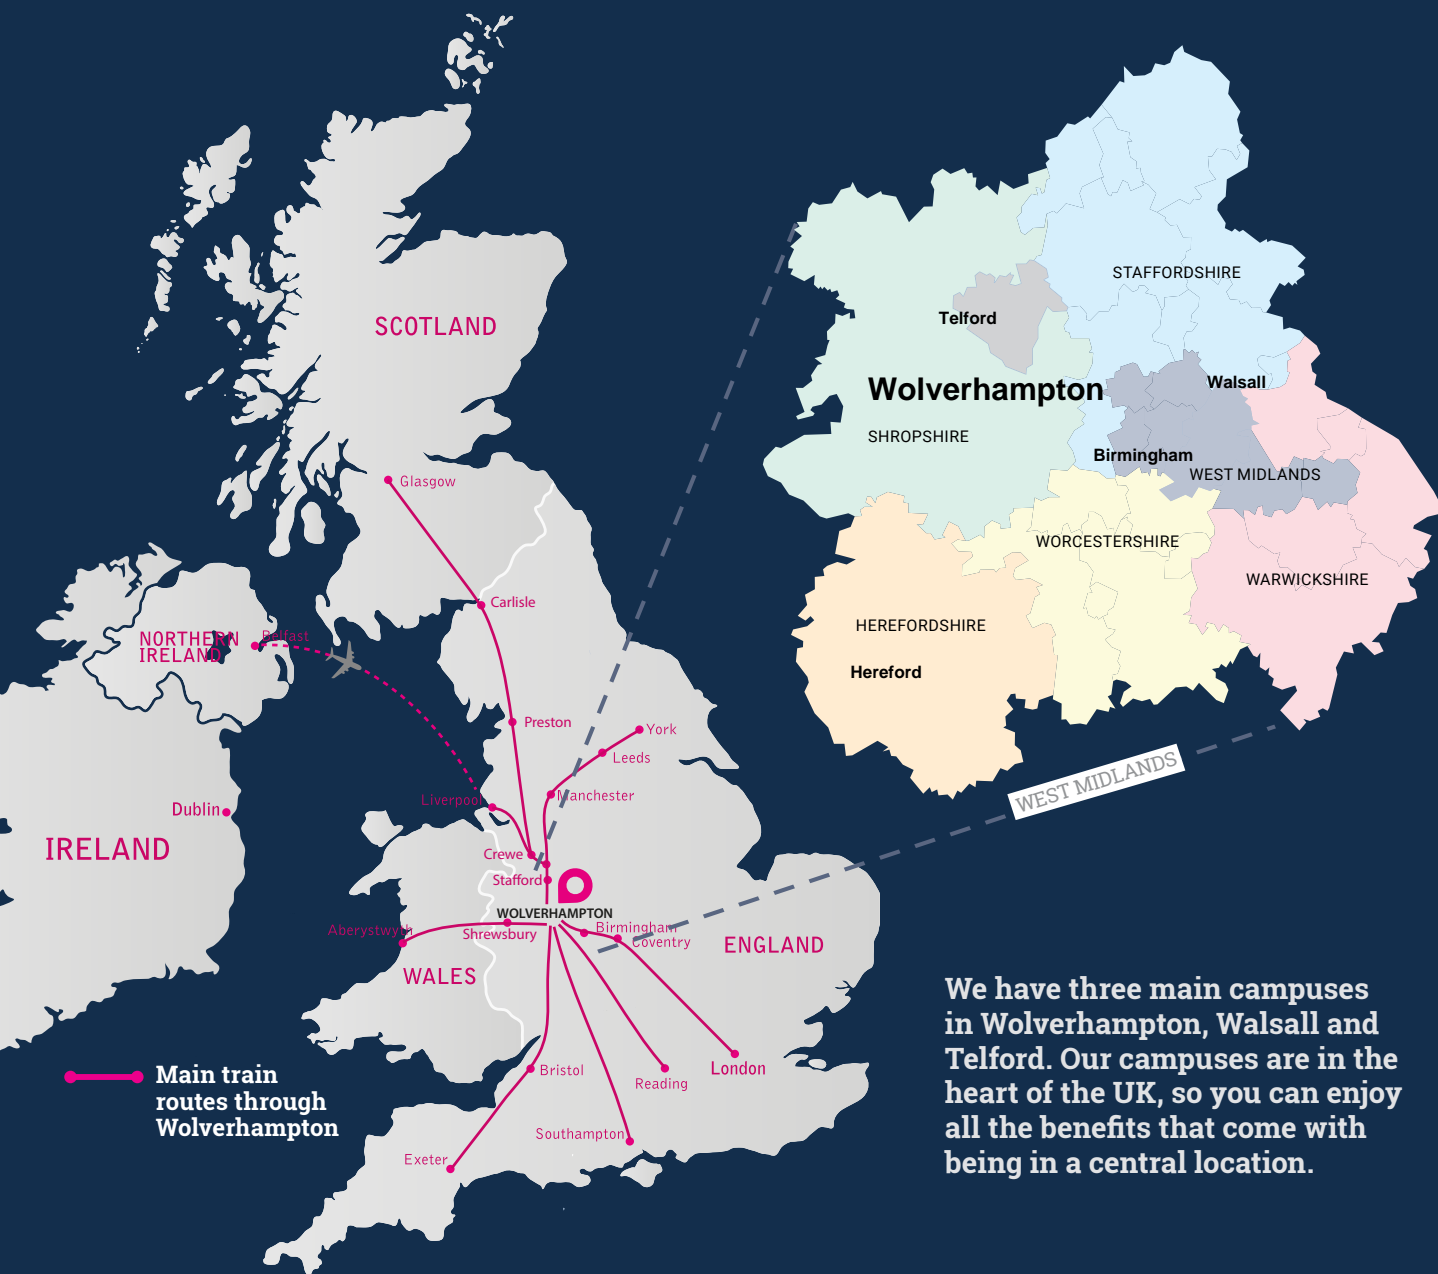 SCOTLAND
Glasgow
Carlisle
NORTHERN
IRELAND
Belfast
Preston
York
Leeds
Liverpool
Manchester
Dublin
IRELAND
Crewe
Stafford
WOLVERHAMPTON
Aberystwyth
Shrewsbury
Birmingham
Coventry
ENGLAND
WALES
Bristol
Reading
London
Southampton
Exeter
Main train
routes through
Wolverhampton
STAFFORDSHIRE
Telford
Wolverhampton
Walsall
SHROPSHIRE
Birmingham
WEST MIDLANDS
WORCESTERSHIRE
WARWICKSHIRE
HEREFORDSHIRE
Hereford
WEST MIDLANDS
We have three main campuses
in Wolverhampton, Walsall and
Telford. Our campuses are in the
heart of the UK, so you can enjoy
all the benefits that come with
being in a central location.